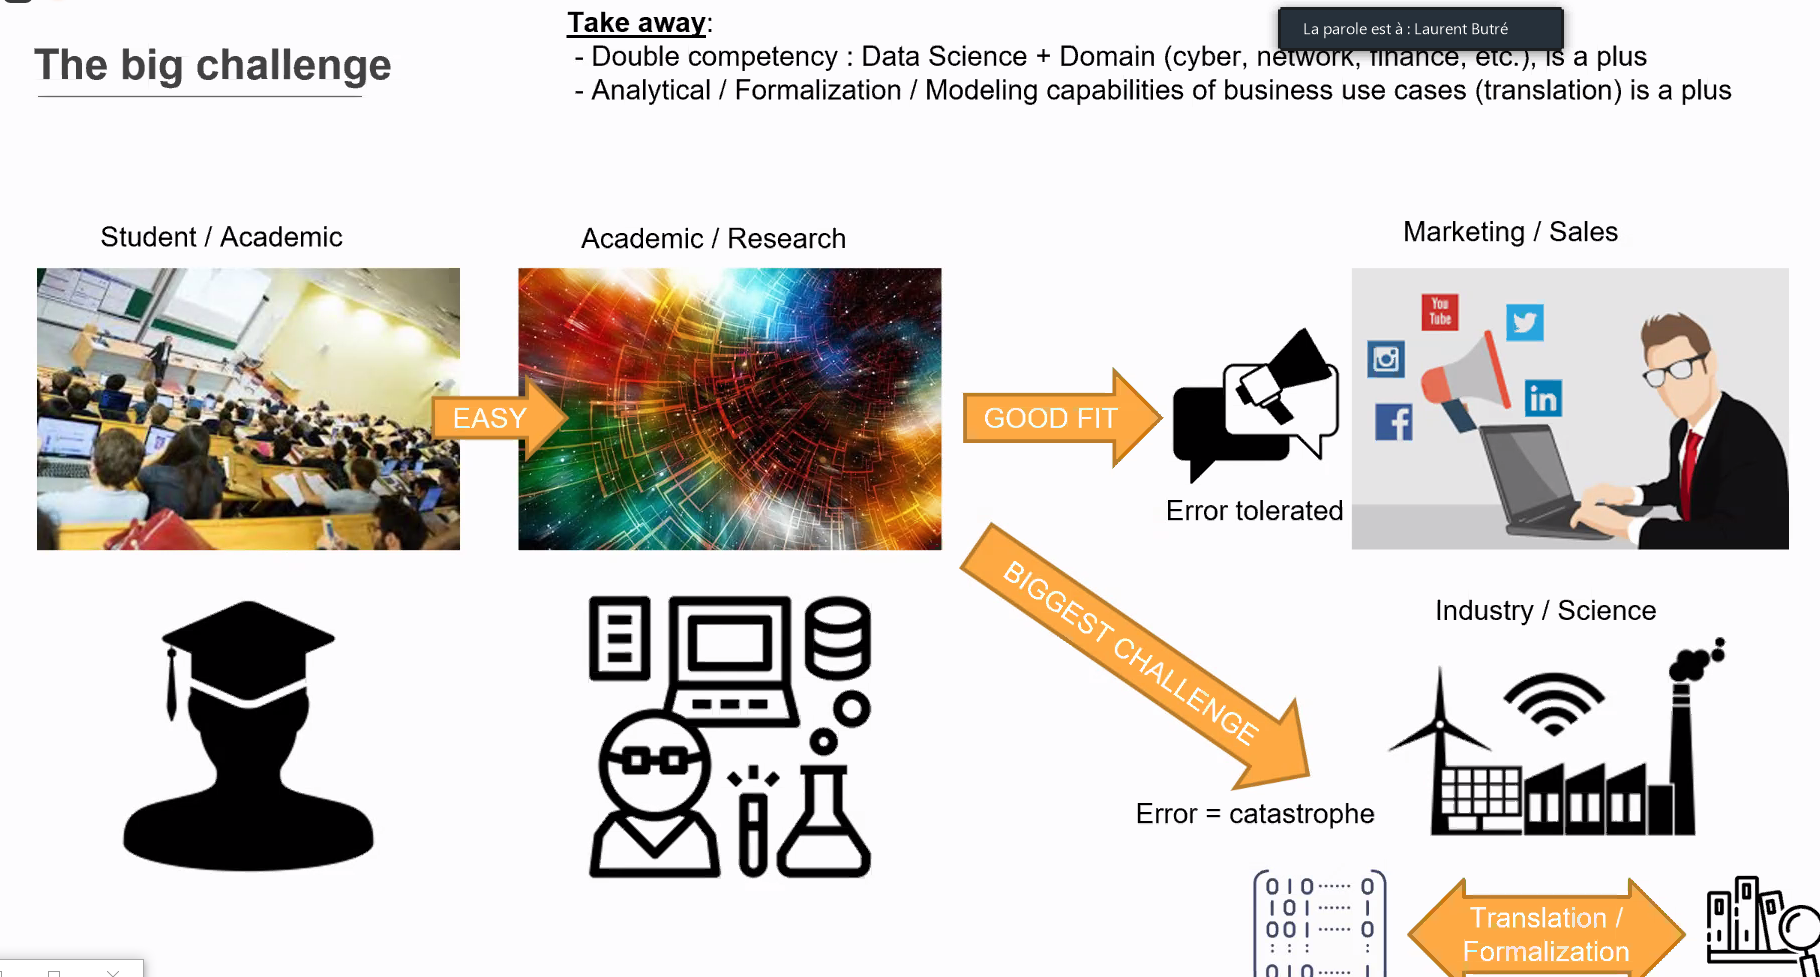 The big challenge
Take away:
- Double competency : Data Science + Domain (cyber, network, finance, etc.), is a plus
- Analytical / Formalization / Modeling capabilities of business use cases (translation) is a plus
La parole est à : Laurent Butré
Student / Academic
Academic / Research
Marketing / Sales
EASY
GOOD FIT
You
Tube
in
f
Error tolerated
BIGGEST CHALLENGE
Industry / Science
Error = catastrophe
0 1 0 ...... 0
1 0 1 ...... 1
0 0 1 ...... 0
: : : :
0 1 0 ...... 1
Translation /
Formalization